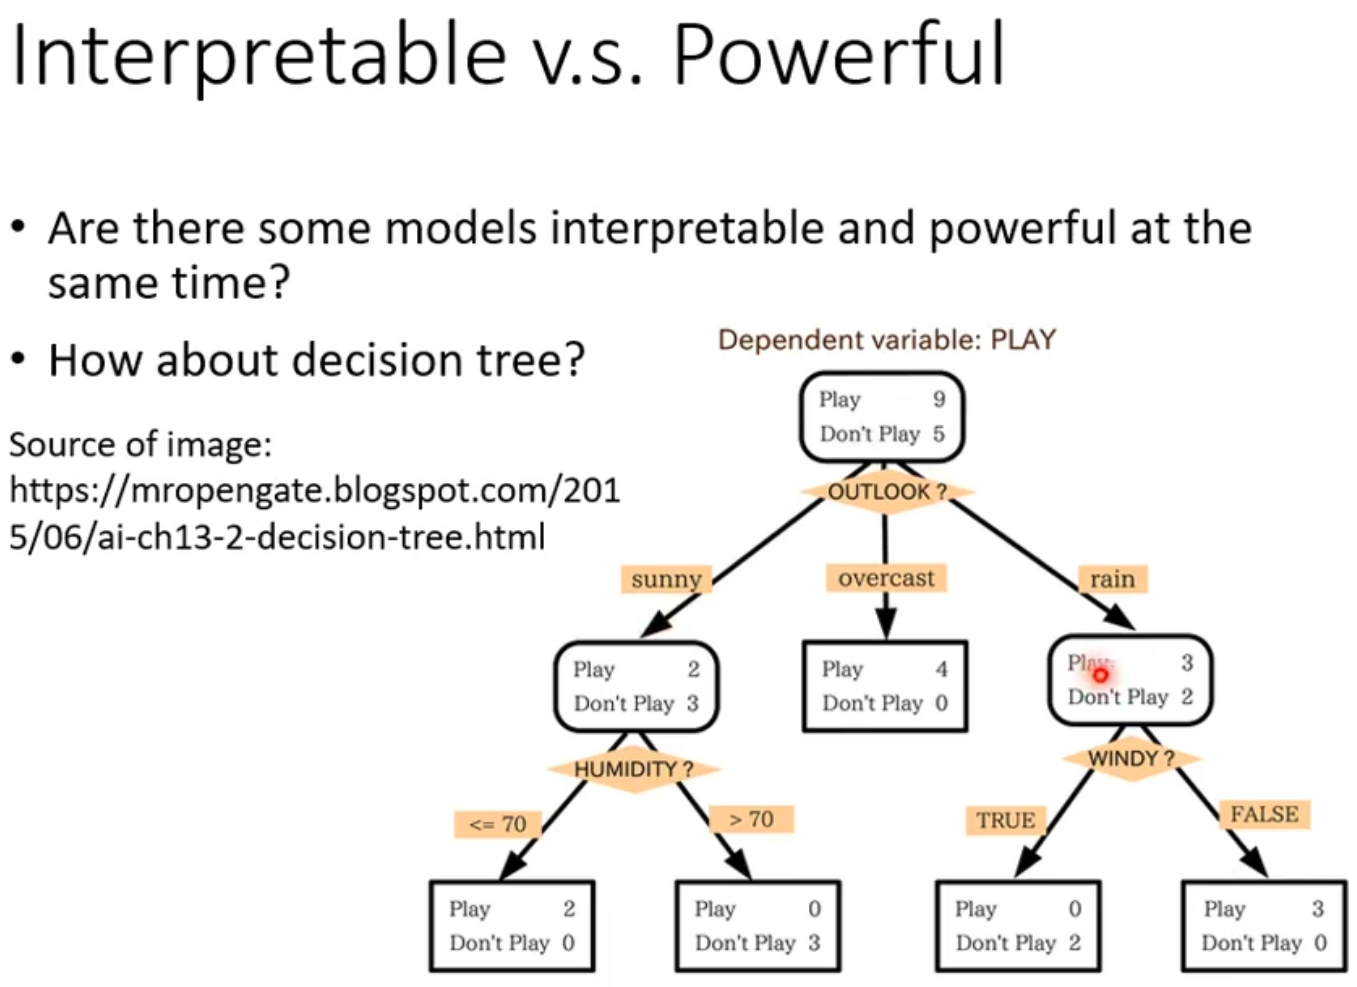 Interpretable v.s. Powerful
• Are there some models interpretable and powerful at the
same time?
• How about decision tree?
Source of image:
https://mropengate.blogspot.com/201
5/06/ai-ch13-2-decision-tree.html
Dependent variable: PLAY
Play 9
Don't Play 5
OUTLOOK ?
sunny
overcast
rain
Play 2
Don't Play 3
Play 4
Don't Play 0
Play 3
Don't Play 2
HUMIDITY ?
WINDY ?
<= 70
> 70
TRUE
FALSE
Play 2
Don't Play 0
Play 0
Don't Play 3
Play 0
Don't Play 2
Play 3
Don't Play 0